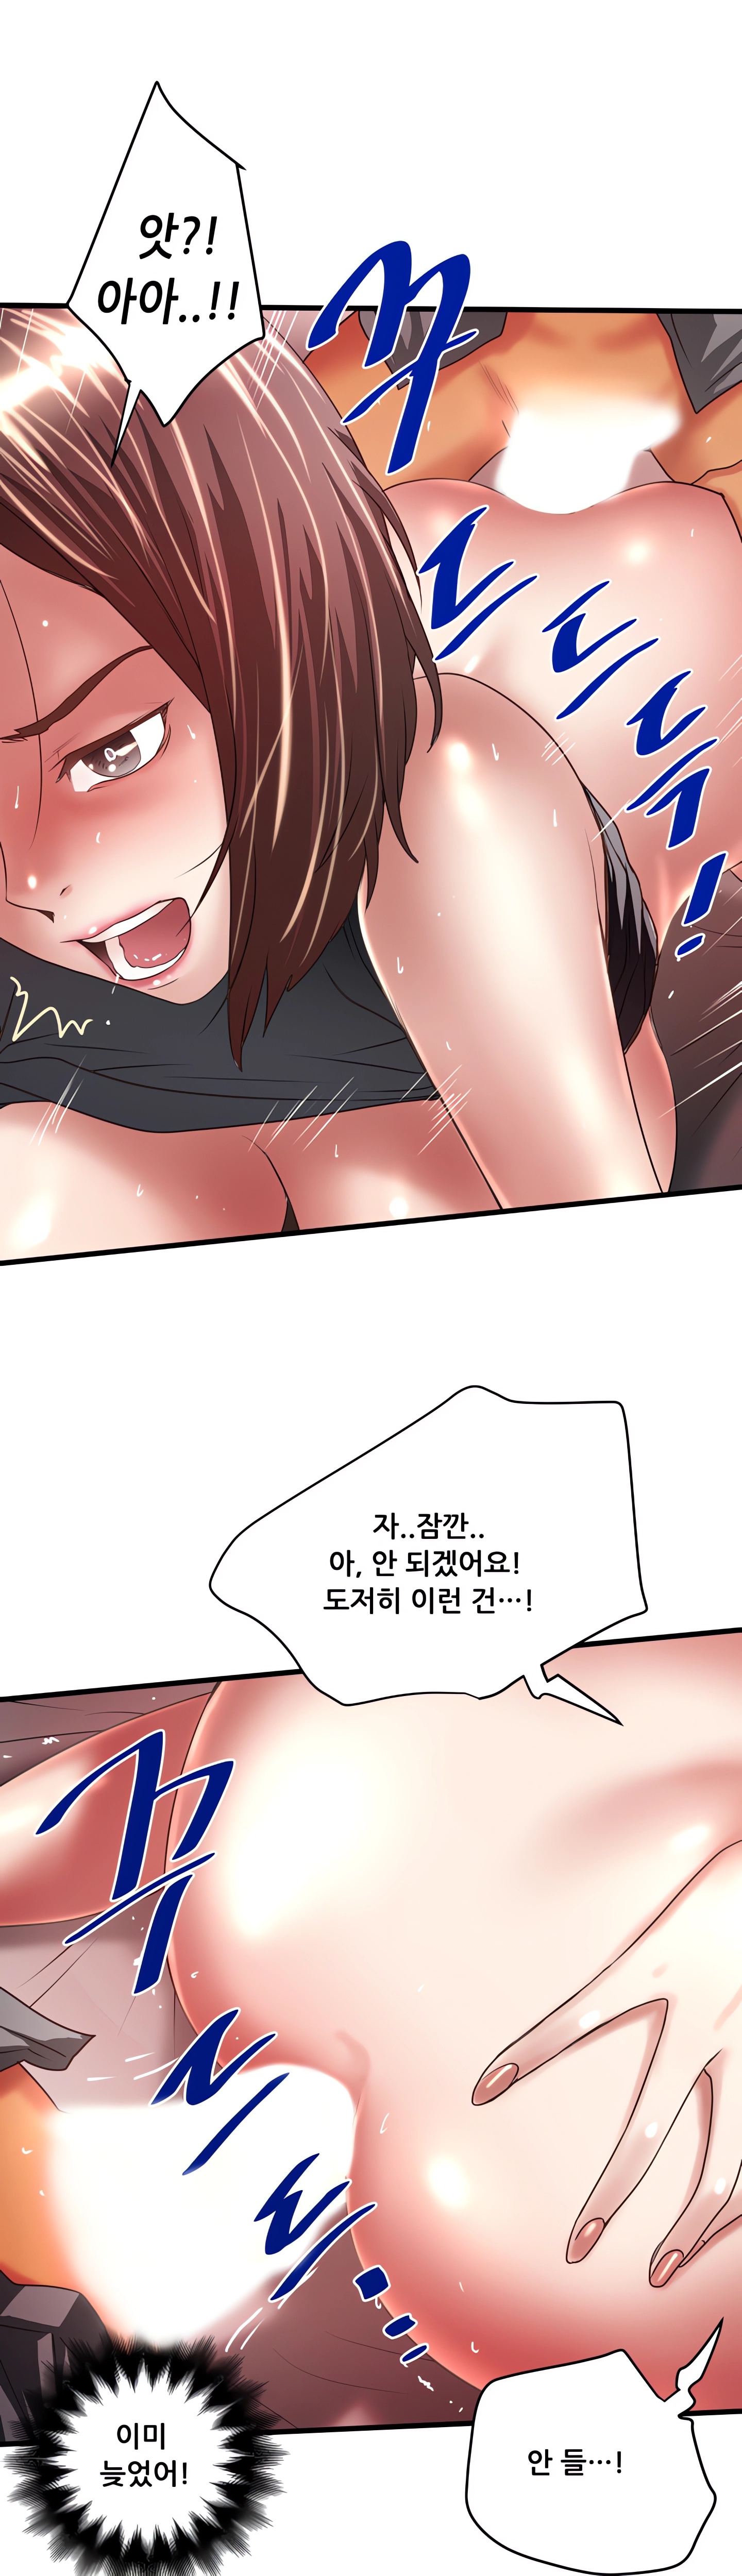 앗?!
아아..!!
자..잠깐..
아, 안 되겠어요!
도저히 이런 건…!
이미
늦었어!
안 들…!